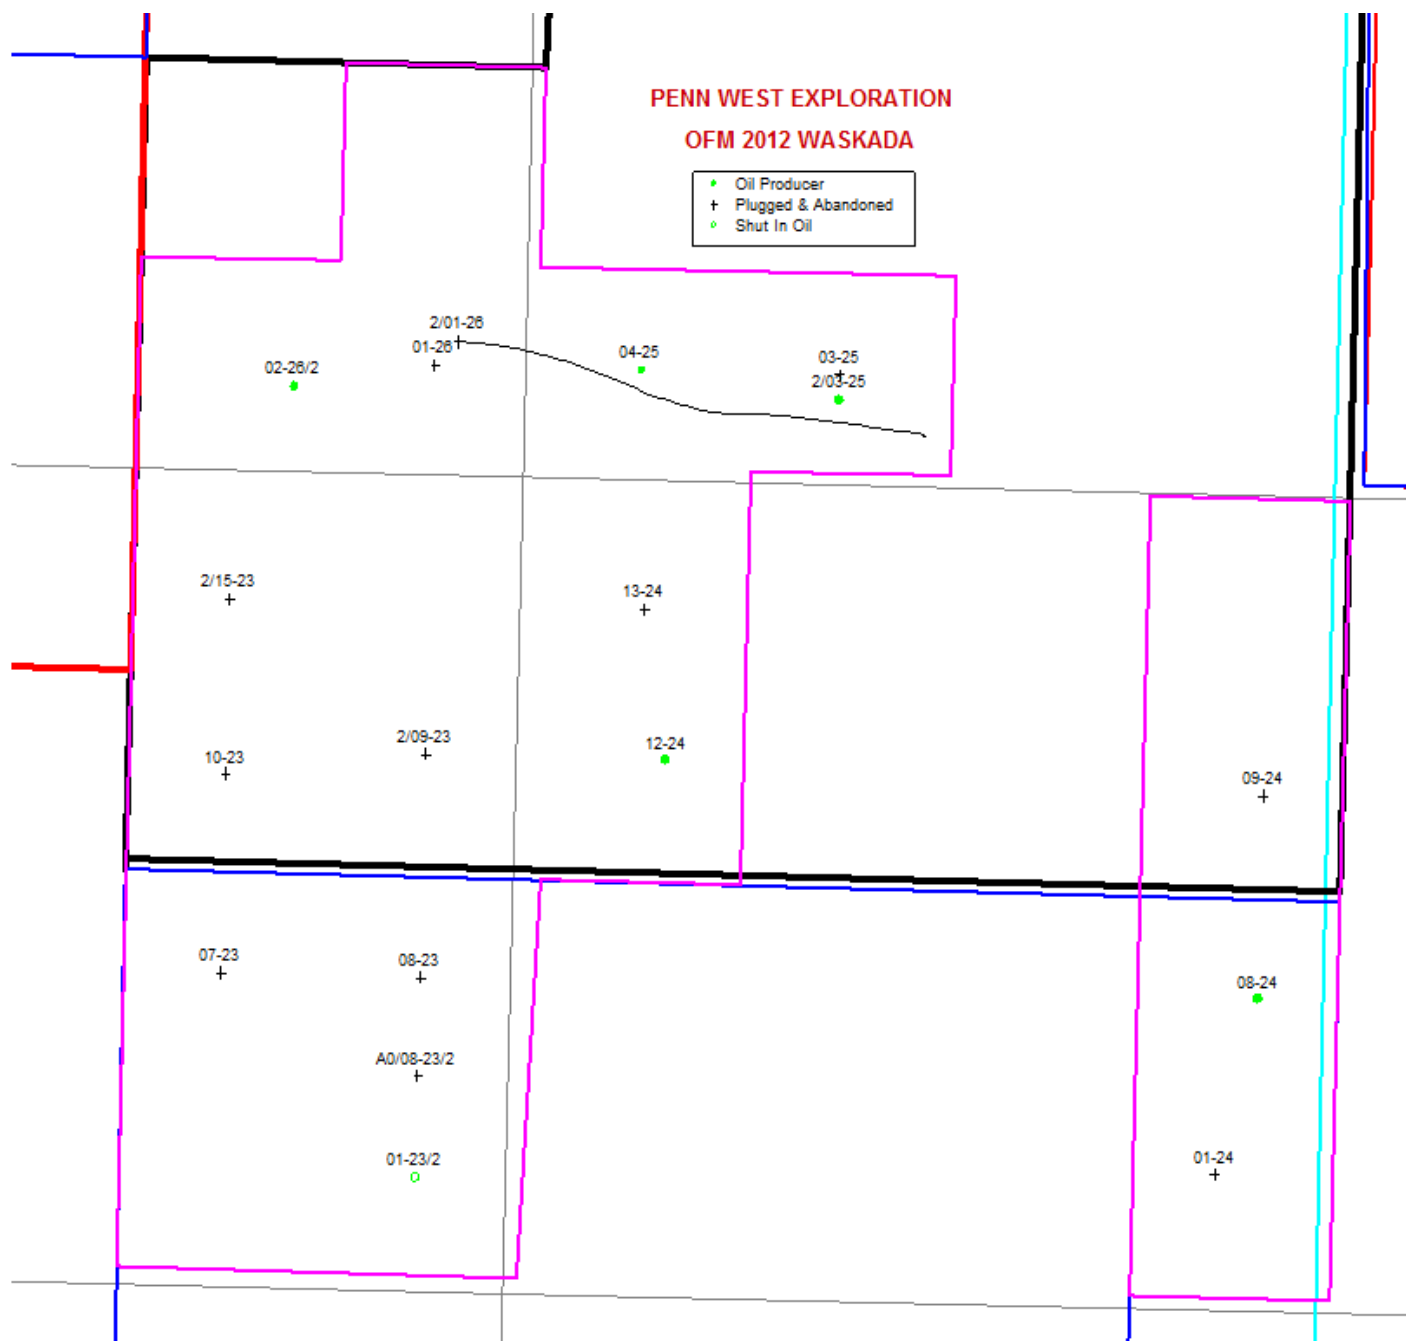 PENN WEST EXPLORATION
OFM 2012 WASKADA
Oil Producer
Plugged & Abandoned
Shut In Oil
2/01-26
01-26
02-26/2
04-25
03-25
2/03-25
2/15-23
13-24
2/09-23
10-23
12-24
09-24
07-23
08-23
08-24
A0/08-23/2
01-23/2
01-24